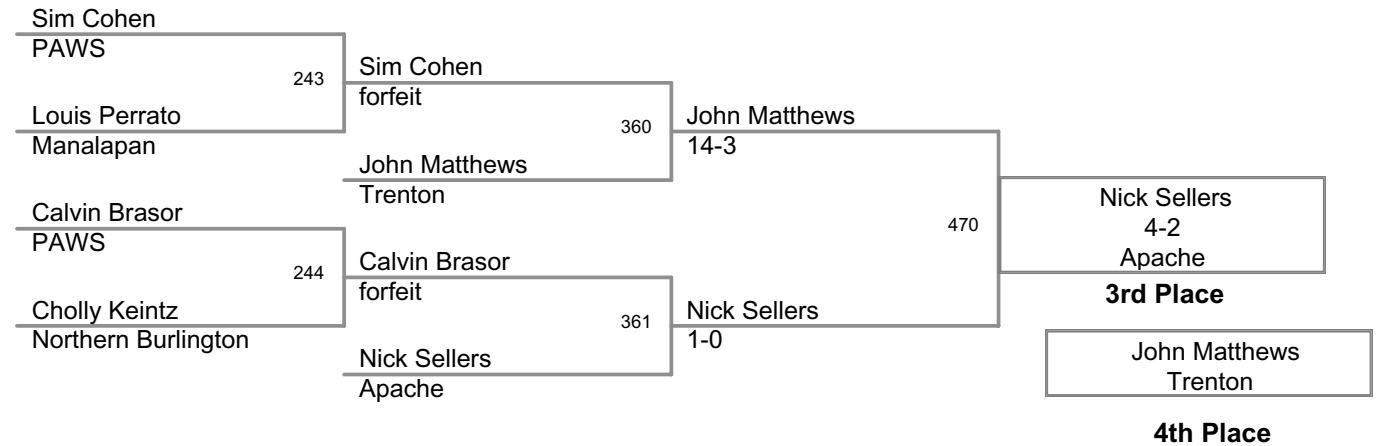 Sim Cohen
PAWS
243
Louis Perrato
Manalapan
Sim Cohen
forfeit
360
John Matthews
Trenton
John Matthews
14-3
Calvin Brasor
PAWS
244
Cholly Keintz
Northern Burlington
Calvin Brasor
forfeit
361
Nick Sellers
Apache
Nick Sellers
1-0
470
Nick Sellers
4-2
Apache
3rd Place
John Matthews
Trenton
4th Place